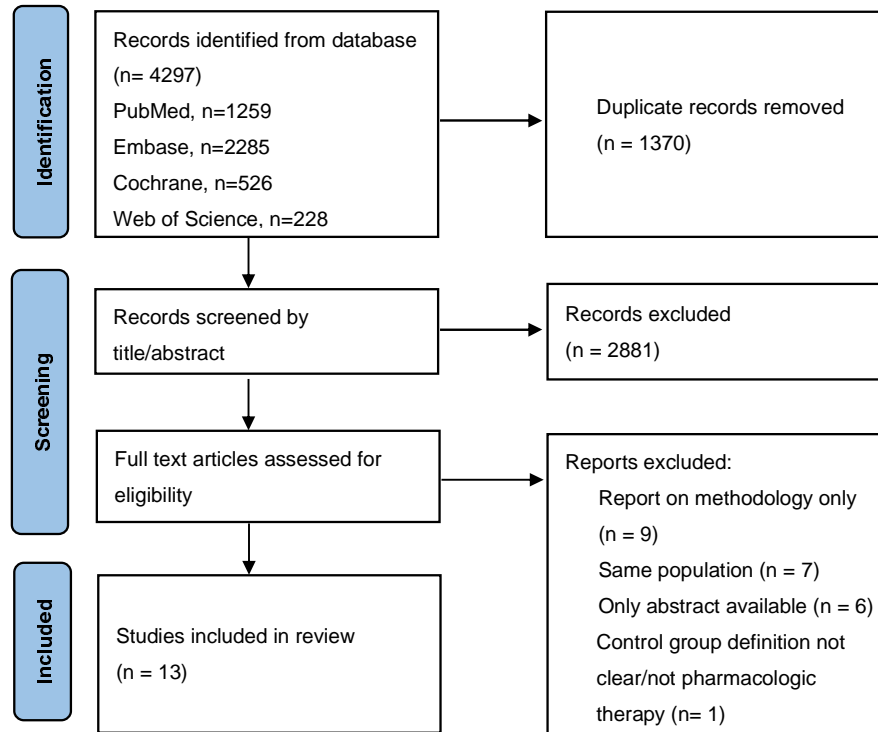 Identification
Records identified from database
(n= 4297)
PubMed, n=1259
Embase, n=2285
Cochrane, n=526
Web of Science, n=228
Duplicate records removed
(n = 1370)
Screening
Records screened by
title/abstract
Records excluded
(n = 2881)
Full text articles assessed for
eligibility
Reports excluded:
Report on methodology only
(n = 9)
Same population (n = 7)
Only abstract available (n = 6)
Control group definition not
clear/not pharmacologic
therapy (n= 1)
Included
Studies included in review
(n = 13)